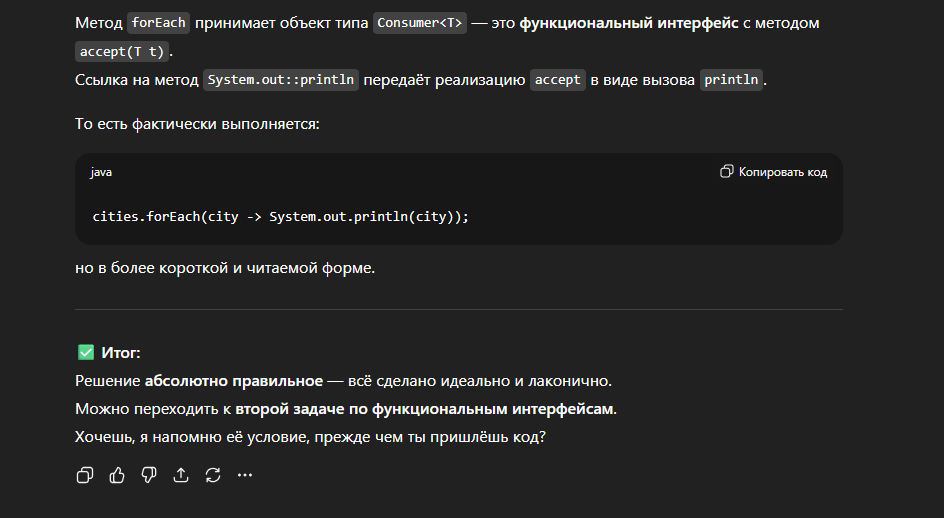 Метод forEach принимает объект типа Consumer<T> — это функциональный интерфейс с методом
accept(T t).
Ссылка на метод System.out::println передаёт реализацию accept в виде вызова println.
То есть фактически выполняется:
java
Копировать код
cities.forEach(city -> System.out.println(city));
но в более короткой и читаемой форме.
✅ Итог:
Решение абсолютно правильное — всё сделано идеально и лаконично.
Можно переходить к второй задаче по функциональным интерфейсам.
Хочешь, я напомню её условие, прежде чем ты пришлёшь код?